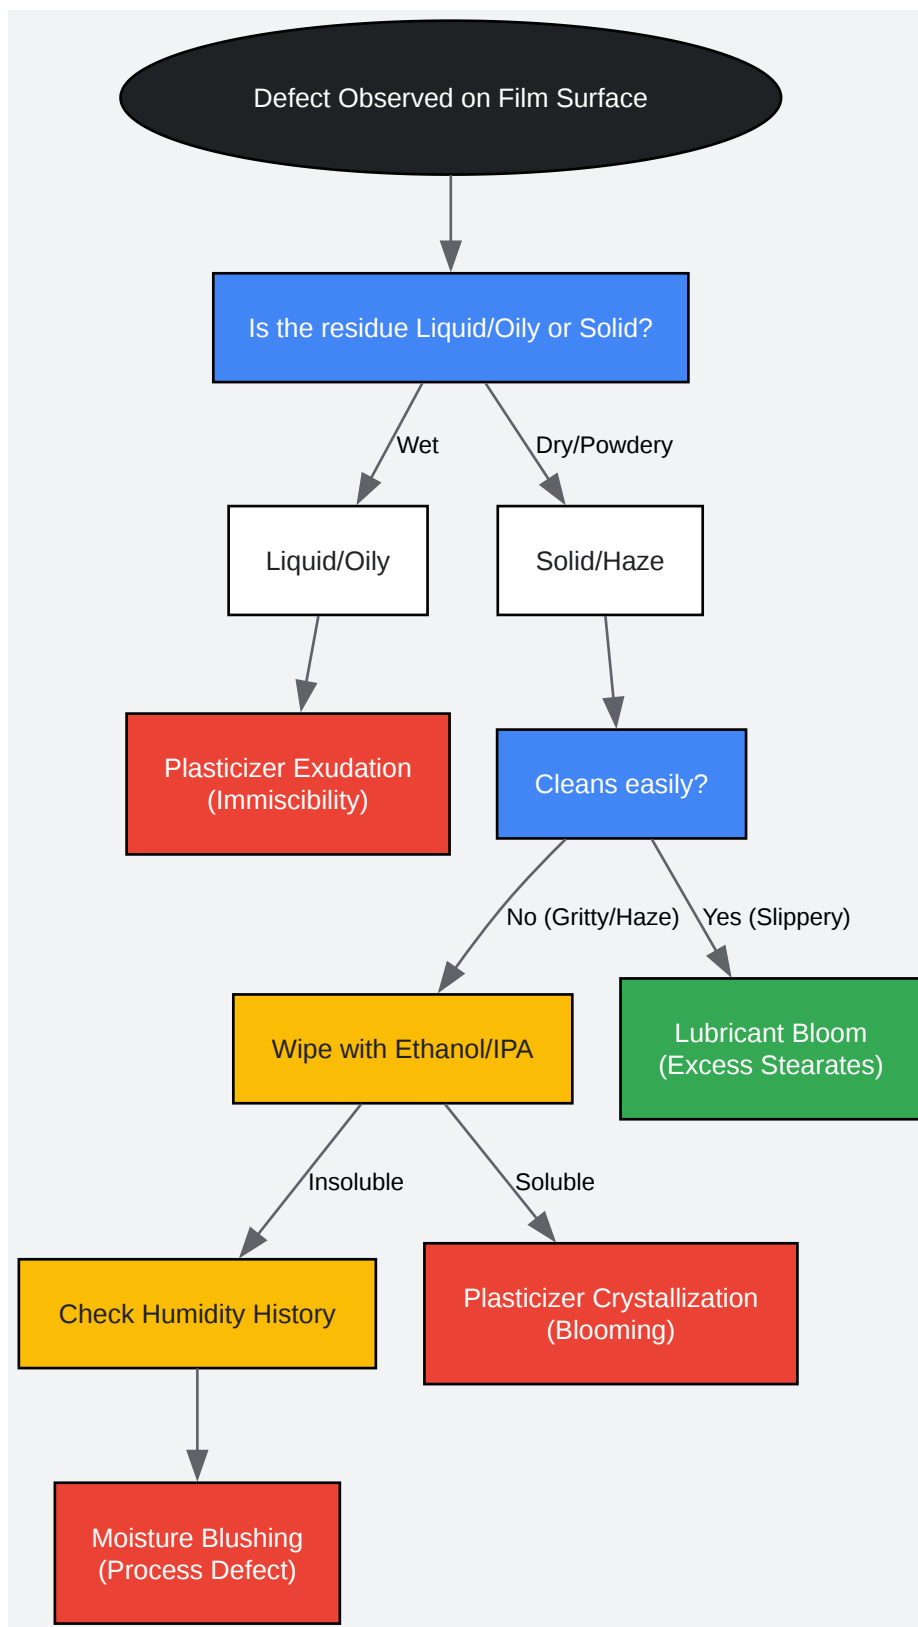 Defect Observed on Film Surface
Is the residue Liquid/Oily or Solid?
Wet
Dry/Powdery
Liquid/Oily
Solid/Haze
Plasticizer Exudation
(Immiscibility)
Cleans easily?
No (Gritty/Haze)
Yes (Slippery)
Wipe with Ethanol/IPA
Lubricant Bloom
(Excess Stearates)
Insoluble
Soluble
Check Humidity History
Plasticizer Crystallization
(Blooming)
Moisture Blushing
(Process Defect)